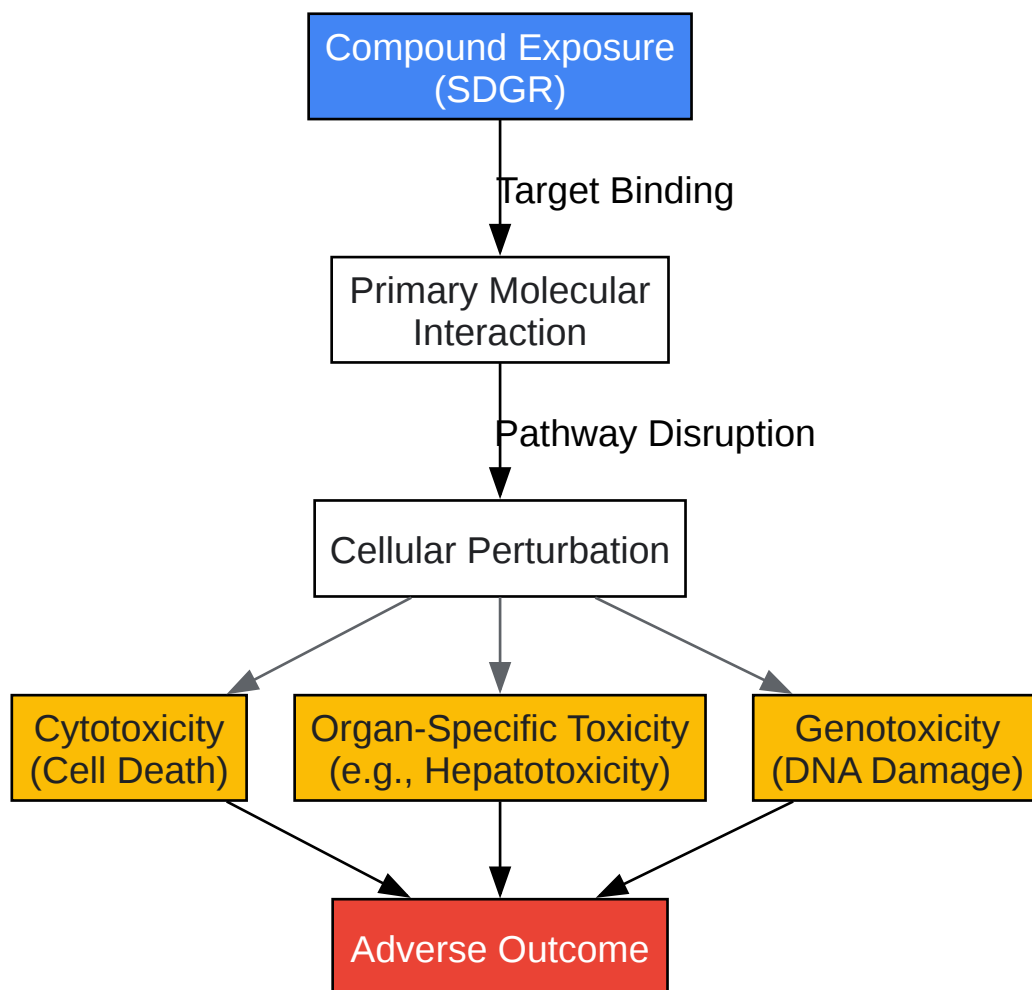 Compound Exposure
(SDGR)
Target Binding
Primary Molecular
Interaction
Pathway Disruption
Cellular Perturbation
Cytotoxicity
(Cell Death)
Organ-Specific Toxicity
(e.g., Hepatotoxicity)
Genotoxicity
(DNA Damage)
Adverse Outcome